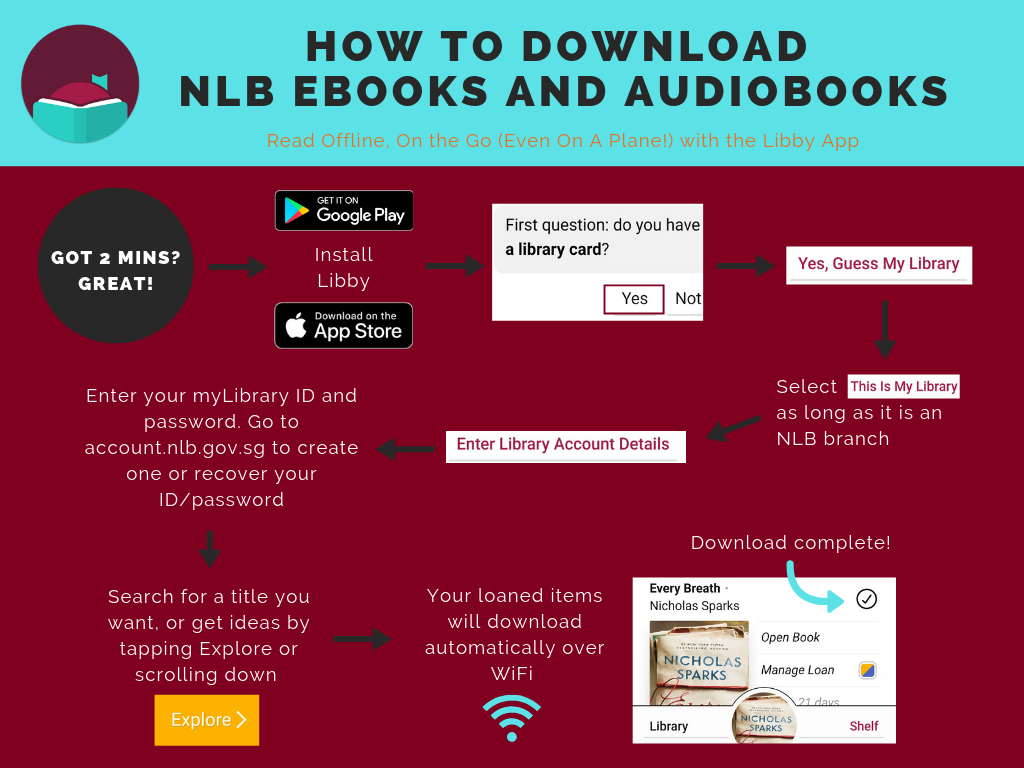 HOW TO DOWNLOAD
NLB EBOOKS AND AUDIOBOOKS
Read Offline, On the Go (Even On A Plane!) with the Libby App
GOT 2 MINS?
GREAT!
GET IT ON
Google Play
Install
Libby
Download on the
App Store
First question: do you have
a library card?
Yes
Not
Yes, Guess My Library
Select This Is My Library
as long as it is an
NLB branch
Enter Library Account Details
Enter your myLibrary ID and
password. Go to
account.nlb.gov.sg to create
one or recover your
ID/password
Search for a title you
want, or get ideas by
tapping Explore or
scrolling down
Explore
Your loaned items
will download
automatically over
WiFi
Download complete!
Every Breath
Nicholas Sparks
NICHOLAS
SPARKS
Open Book
Manage Loan
21 days
Library
NICHOLAS
SPARKS
Shelf